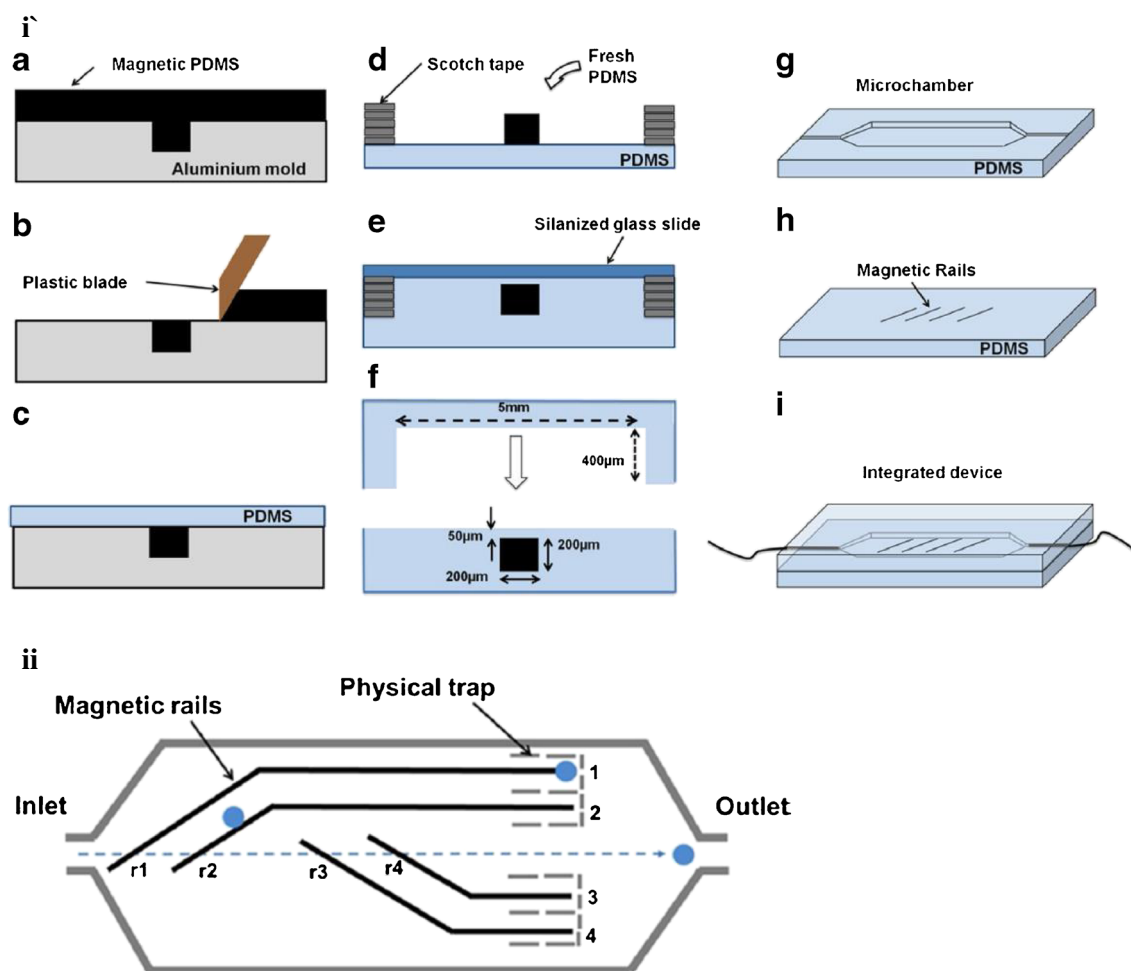 i`
a
Magnetic PDMS
Aluminium mold
b
Plastic blade
c
PDMS
d
Scotch tape
Fresh
PDMS
PDMS
e
Silanized glass slide
f
5mm
400µm
50µm
200µm
200µm
g
Microchamber
PDMS
h
Magnetic Rails
PDMS
i
Integrated device
ii
Physical trap
Magnetic rails
1
Inlet
2
Outlet
r1
r2
r3
r4
3
4